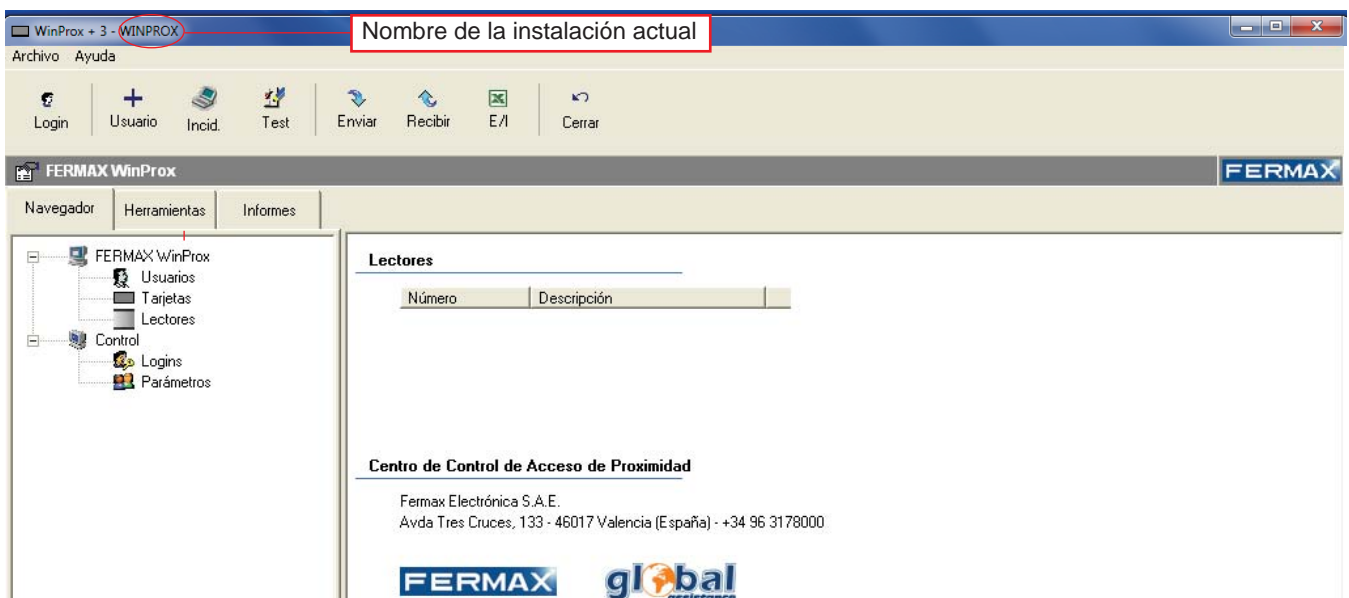 WinProx + 3 - WINPROX
Nombre de la instalación actual
Archivo Ayuda
Login Usuario Incid. Test Enviar Recibir E/I Cerrar
FERMAX WinProx
FERMAX
Navegador Herramientas Informes
FERMAX WinProx
Usuarios
Tarjetas
Lectores
Control
Logins
Parámetros
Lectores
Número Descripción
Centro de Control de Acceso de Proximidad
Fermax Electrónica S.A.E.
Avda Tres Cruces, 133 - 46017 Valencia (España) - +34 96 3178000
FERMAX
global
assistance